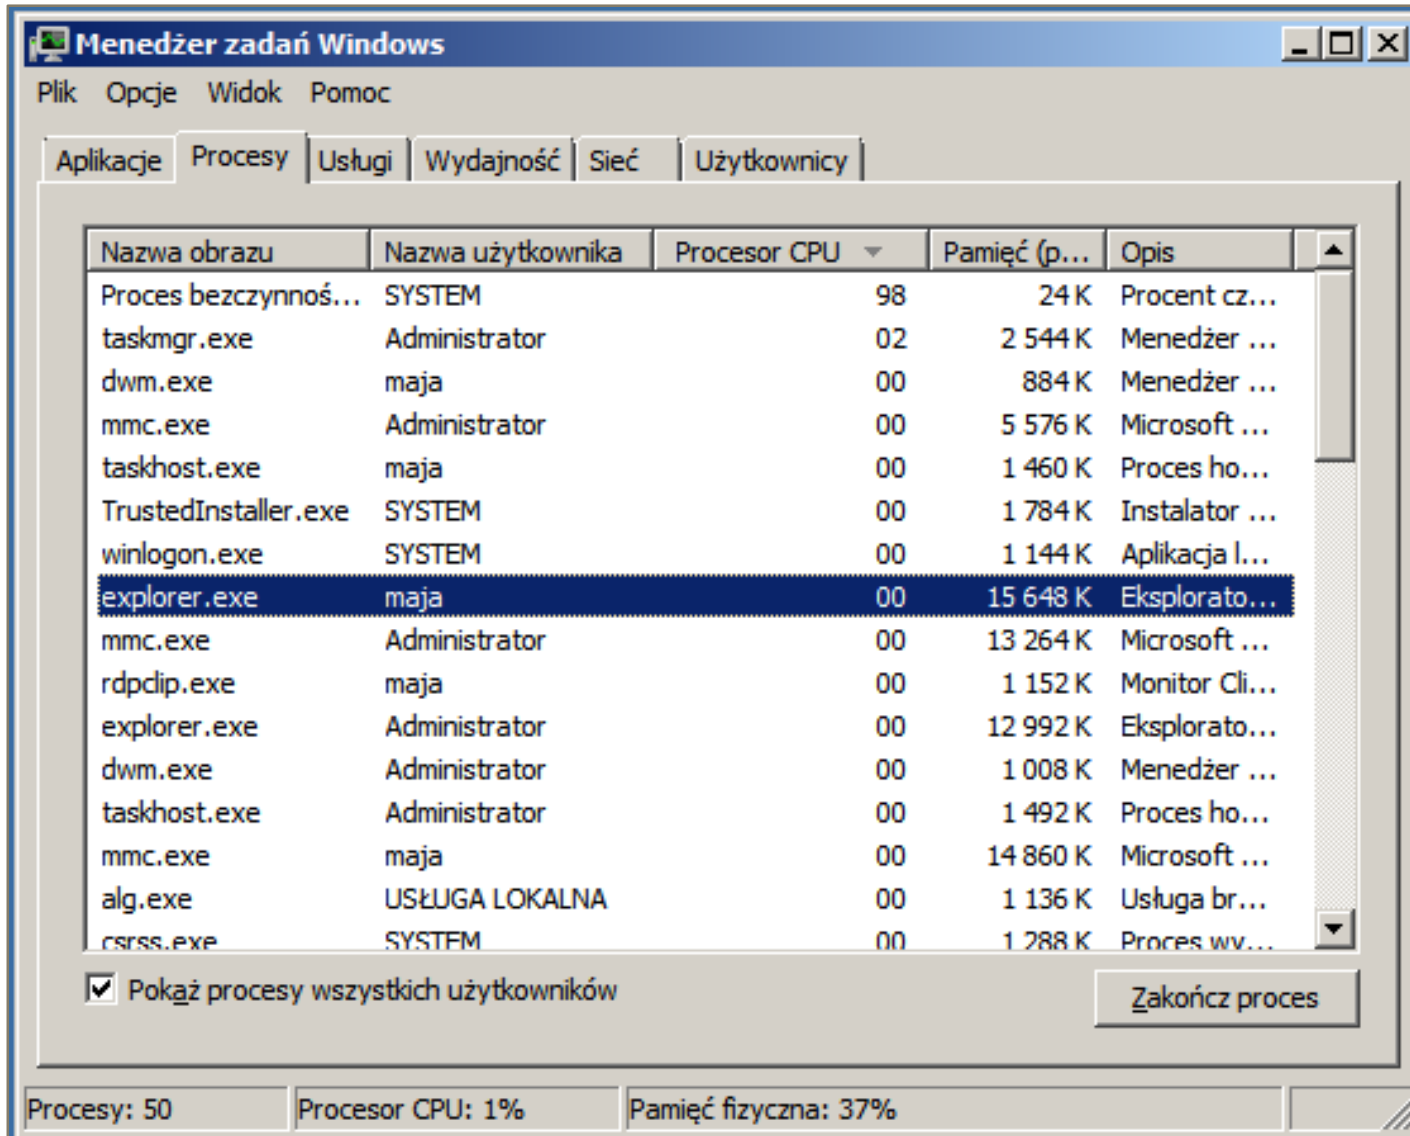 Menedżer zadań Windows
Plik Opcje Widok Pomoc
Aplikacje Procesy Usługi Wydajność Sieć Użytkownicy
Nazwa obrazu Nazwa użytkownika Procesor CPU Pamięć (p... Opis
Proces bezczynnoś... SYSTEM 98 24 K Procent cz...
taskmgr.exe Administrator 02 2 544 K Menedżer ...
dwm.exe maja 00 884 K Menedżer ...
mmc.exe Administrator 00 5 576 K Microsoft ...
taskhost.exe maja 00 1 460 K Proces ho...
TrustedInstaller.exe SYSTEM 00 1 784 K Instalator ...
winlogon.exe SYSTEM 00 1 144 K Aplikacja l...
explorer.exe maja 00 15 648 K Eksplorato...
mmc.exe Administrator 00 13 264 K Microsoft ...
rdpclip.exe maja 00 1 152 K Monitor Cli...
explorer.exe Administrator 00 12 992 K Eksplorato...
dwm.exe Administrator 00 1 008 K Menedżer ...
taskhost.exe Administrator 00 1 492 K Proces ho...
mmc.exe maja 00 14 860 K Microsoft ...
alg.exe USŁUGA LOKALNA 00 1 136 K Usługa br...
csrss.exe SYSTEM 00 1 288 K Proces wy...
Pokaż procesy wszystkich użytkowników
Zakończ proces
Procesy: 50 Procesor CPU: 1% Pamięć fizyczna: 37%